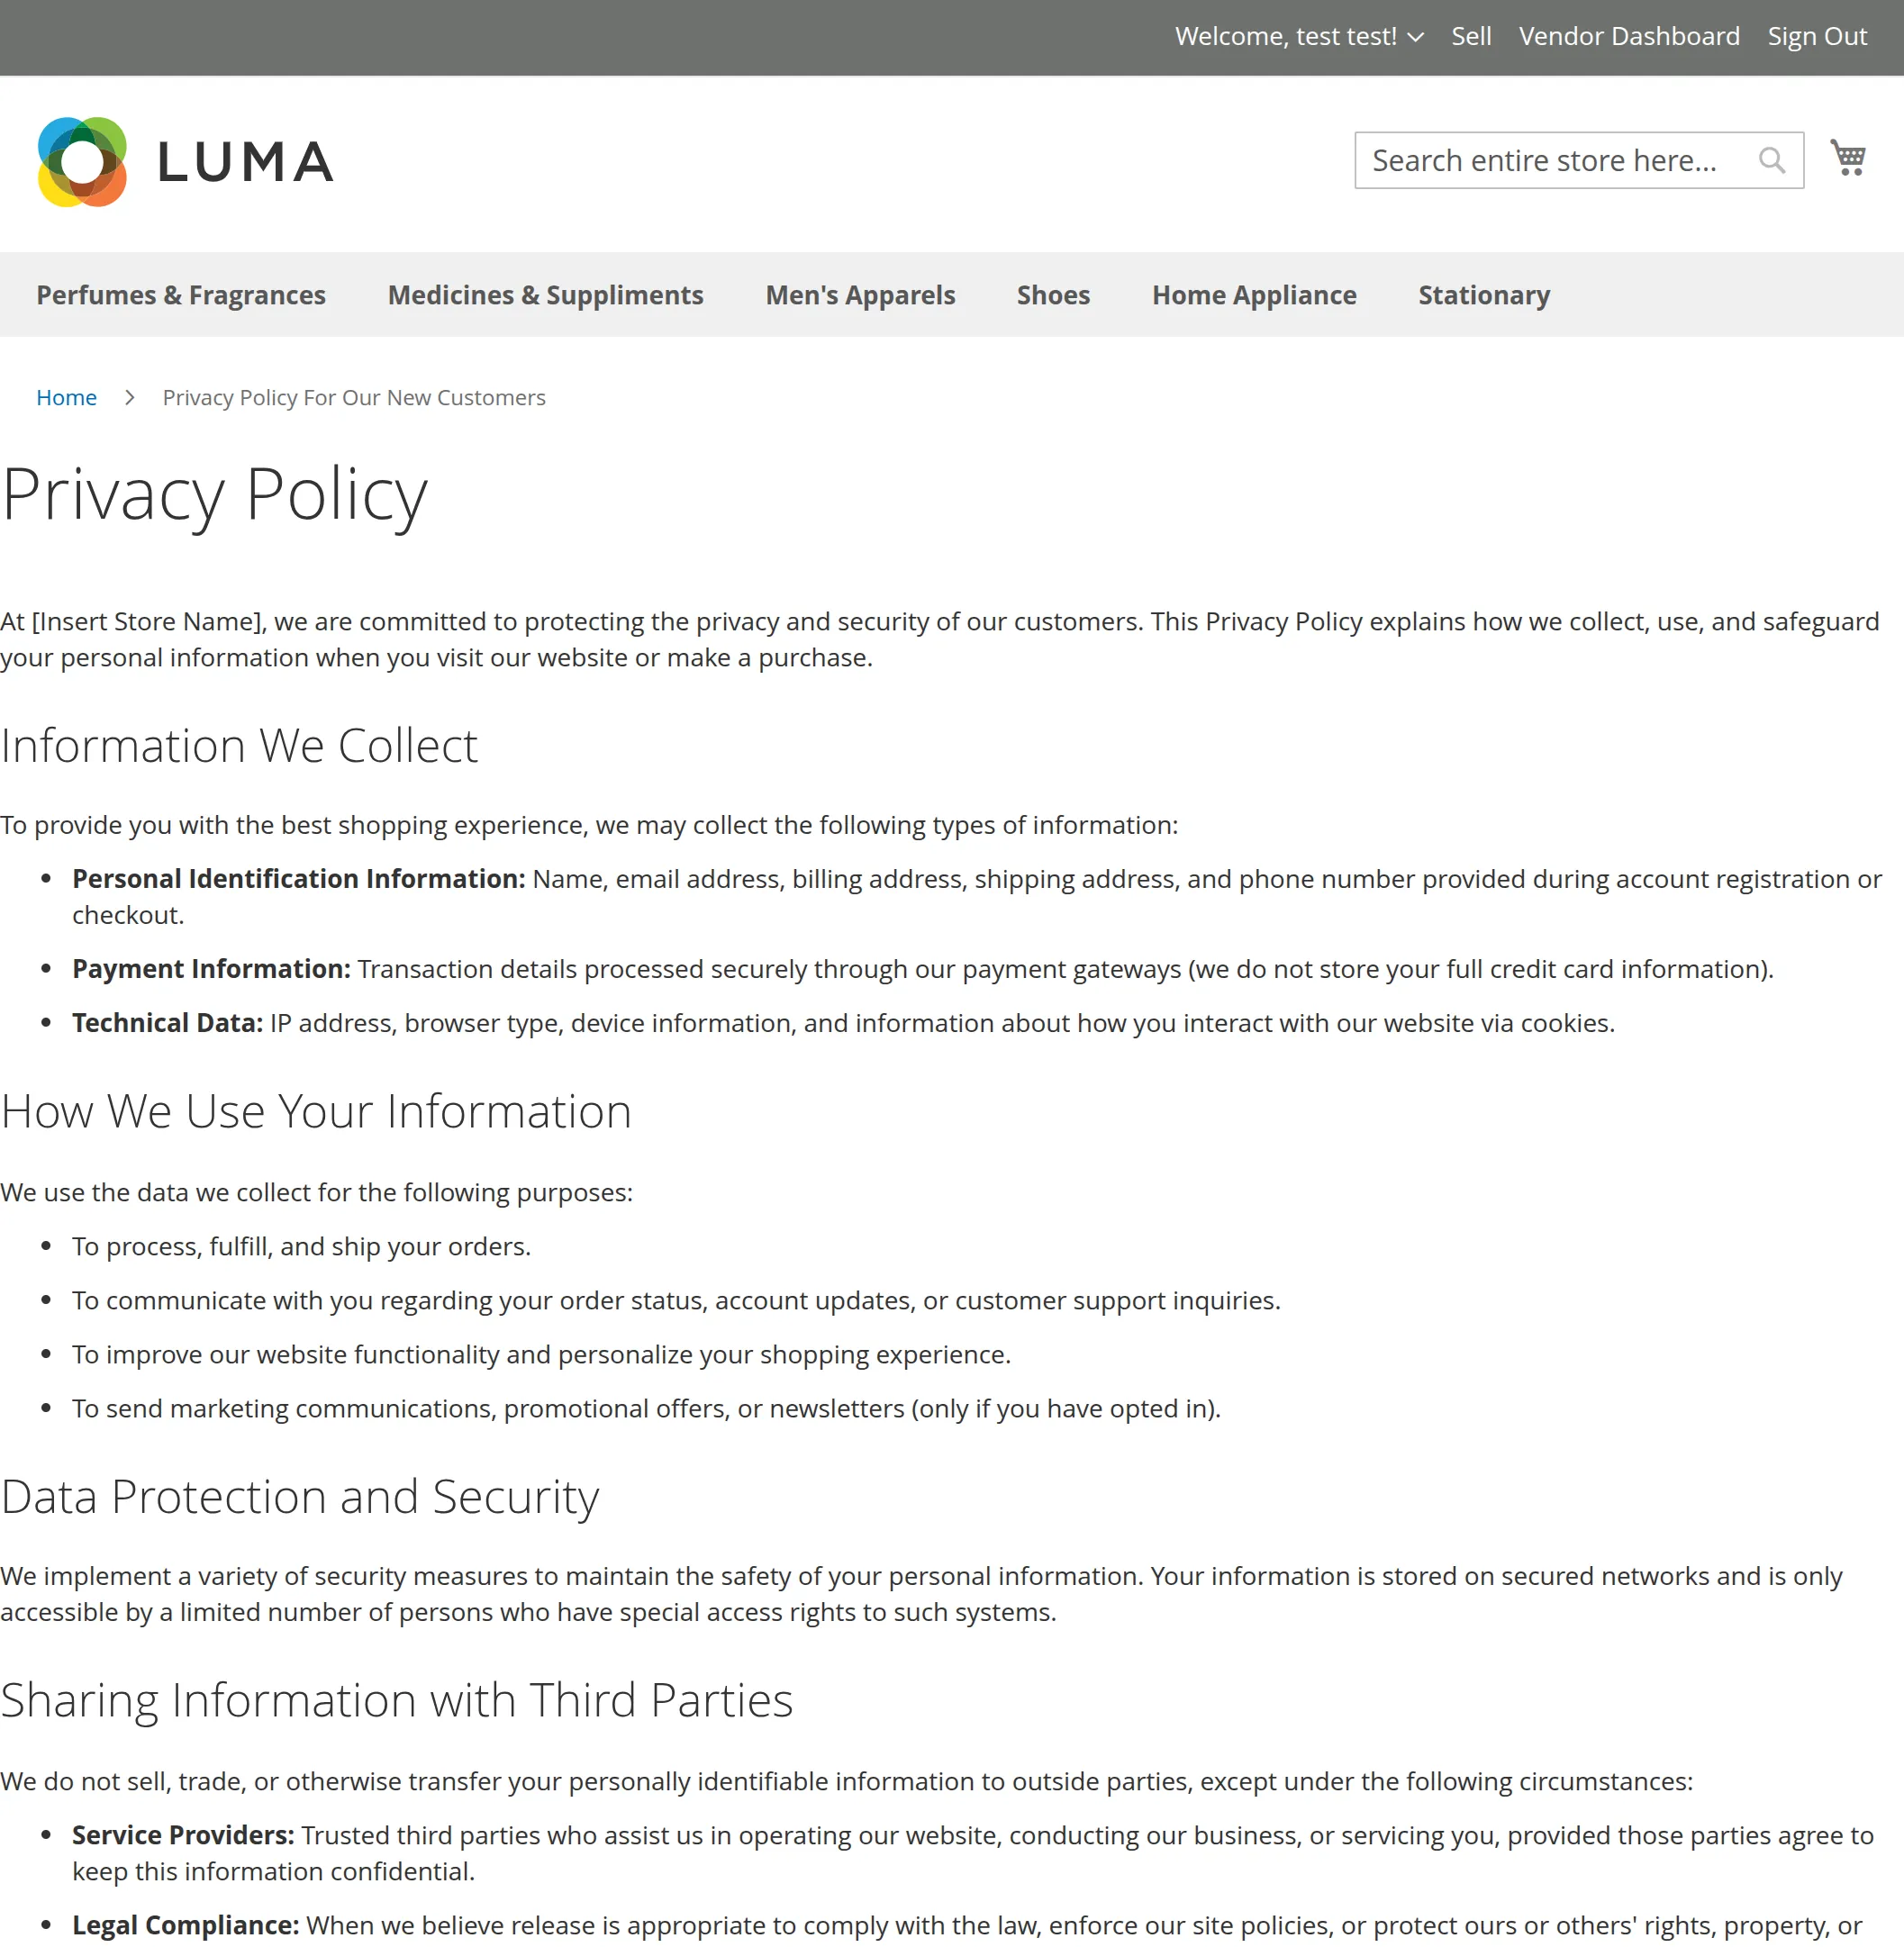 Welcome, test test! Sell Vendor Dashboard Sign Out
LUMA
Search entire store here...
Perfumes & Fragrances Medicines & Suppliments Men's Apparels Shoes Home Appliance Stationary
Home > Privacy Policy For Our New Customers
Privacy Policy
At [Insert Store Name], we are committed to protecting the privacy and security of our customers. This Privacy Policy explains how we collect, use, and safeguard
your personal information when you visit our website or make a purchase.
Information We Collect
To provide you with the best shopping experience, we may collect the following types of information:
• Personal Identification Information: Name, email address, billing address, shipping address, and phone number provided during account registration or
checkout.
• Payment Information: Transaction details processed securely through our payment gateways (we do not store your full credit card information).
• Technical Data: IP address, browser type, device information, and information about how you interact with our website via cookies.
How We Use Your Information
We use the data we collect for the following purposes:
• To process, fulfill, and ship your orders.
• To communicate with you regarding your order status, account updates, or customer support inquiries.
• To improve our website functionality and personalize your shopping experience.
• To send marketing communications, promotional offers, or newsletters (only if you have opted in).
Data Protection and Security
We implement a variety of security measures to maintain the safety of your personal information. Your information is stored on secured networks and is only
accessible by a limited number of persons who have special access rights to such systems.
Sharing Information with Third Parties
We do not sell, trade, or otherwise transfer your personally identifiable information to outside parties, except under the following circumstances:
• Service Providers: Trusted third parties who assist us in operating our website, conducting our business, or servicing you, provided those parties agree to
keep this information confidential.
• Legal Compliance: When we believe release is appropriate to comply with the law, enforce our site policies, or protect ours or others' rights, property, or